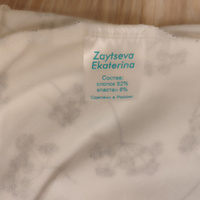 Zaytseva
Ekaterina
Состав:
хлопок 92%
эластан 8%
Сделано в России